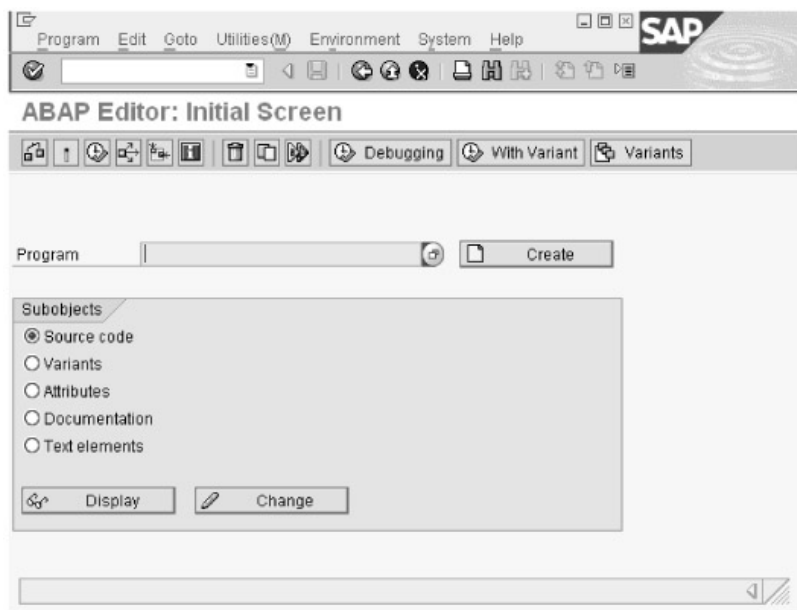 Program Edit Goto Utilities(M) Environment System Help
SAP
ABAP Editor: Initial Screen
Debugging With Variant Variants
Program Create
Subobjects
Source code
Variants
Attributes
Documentation
Text elements
Display Change